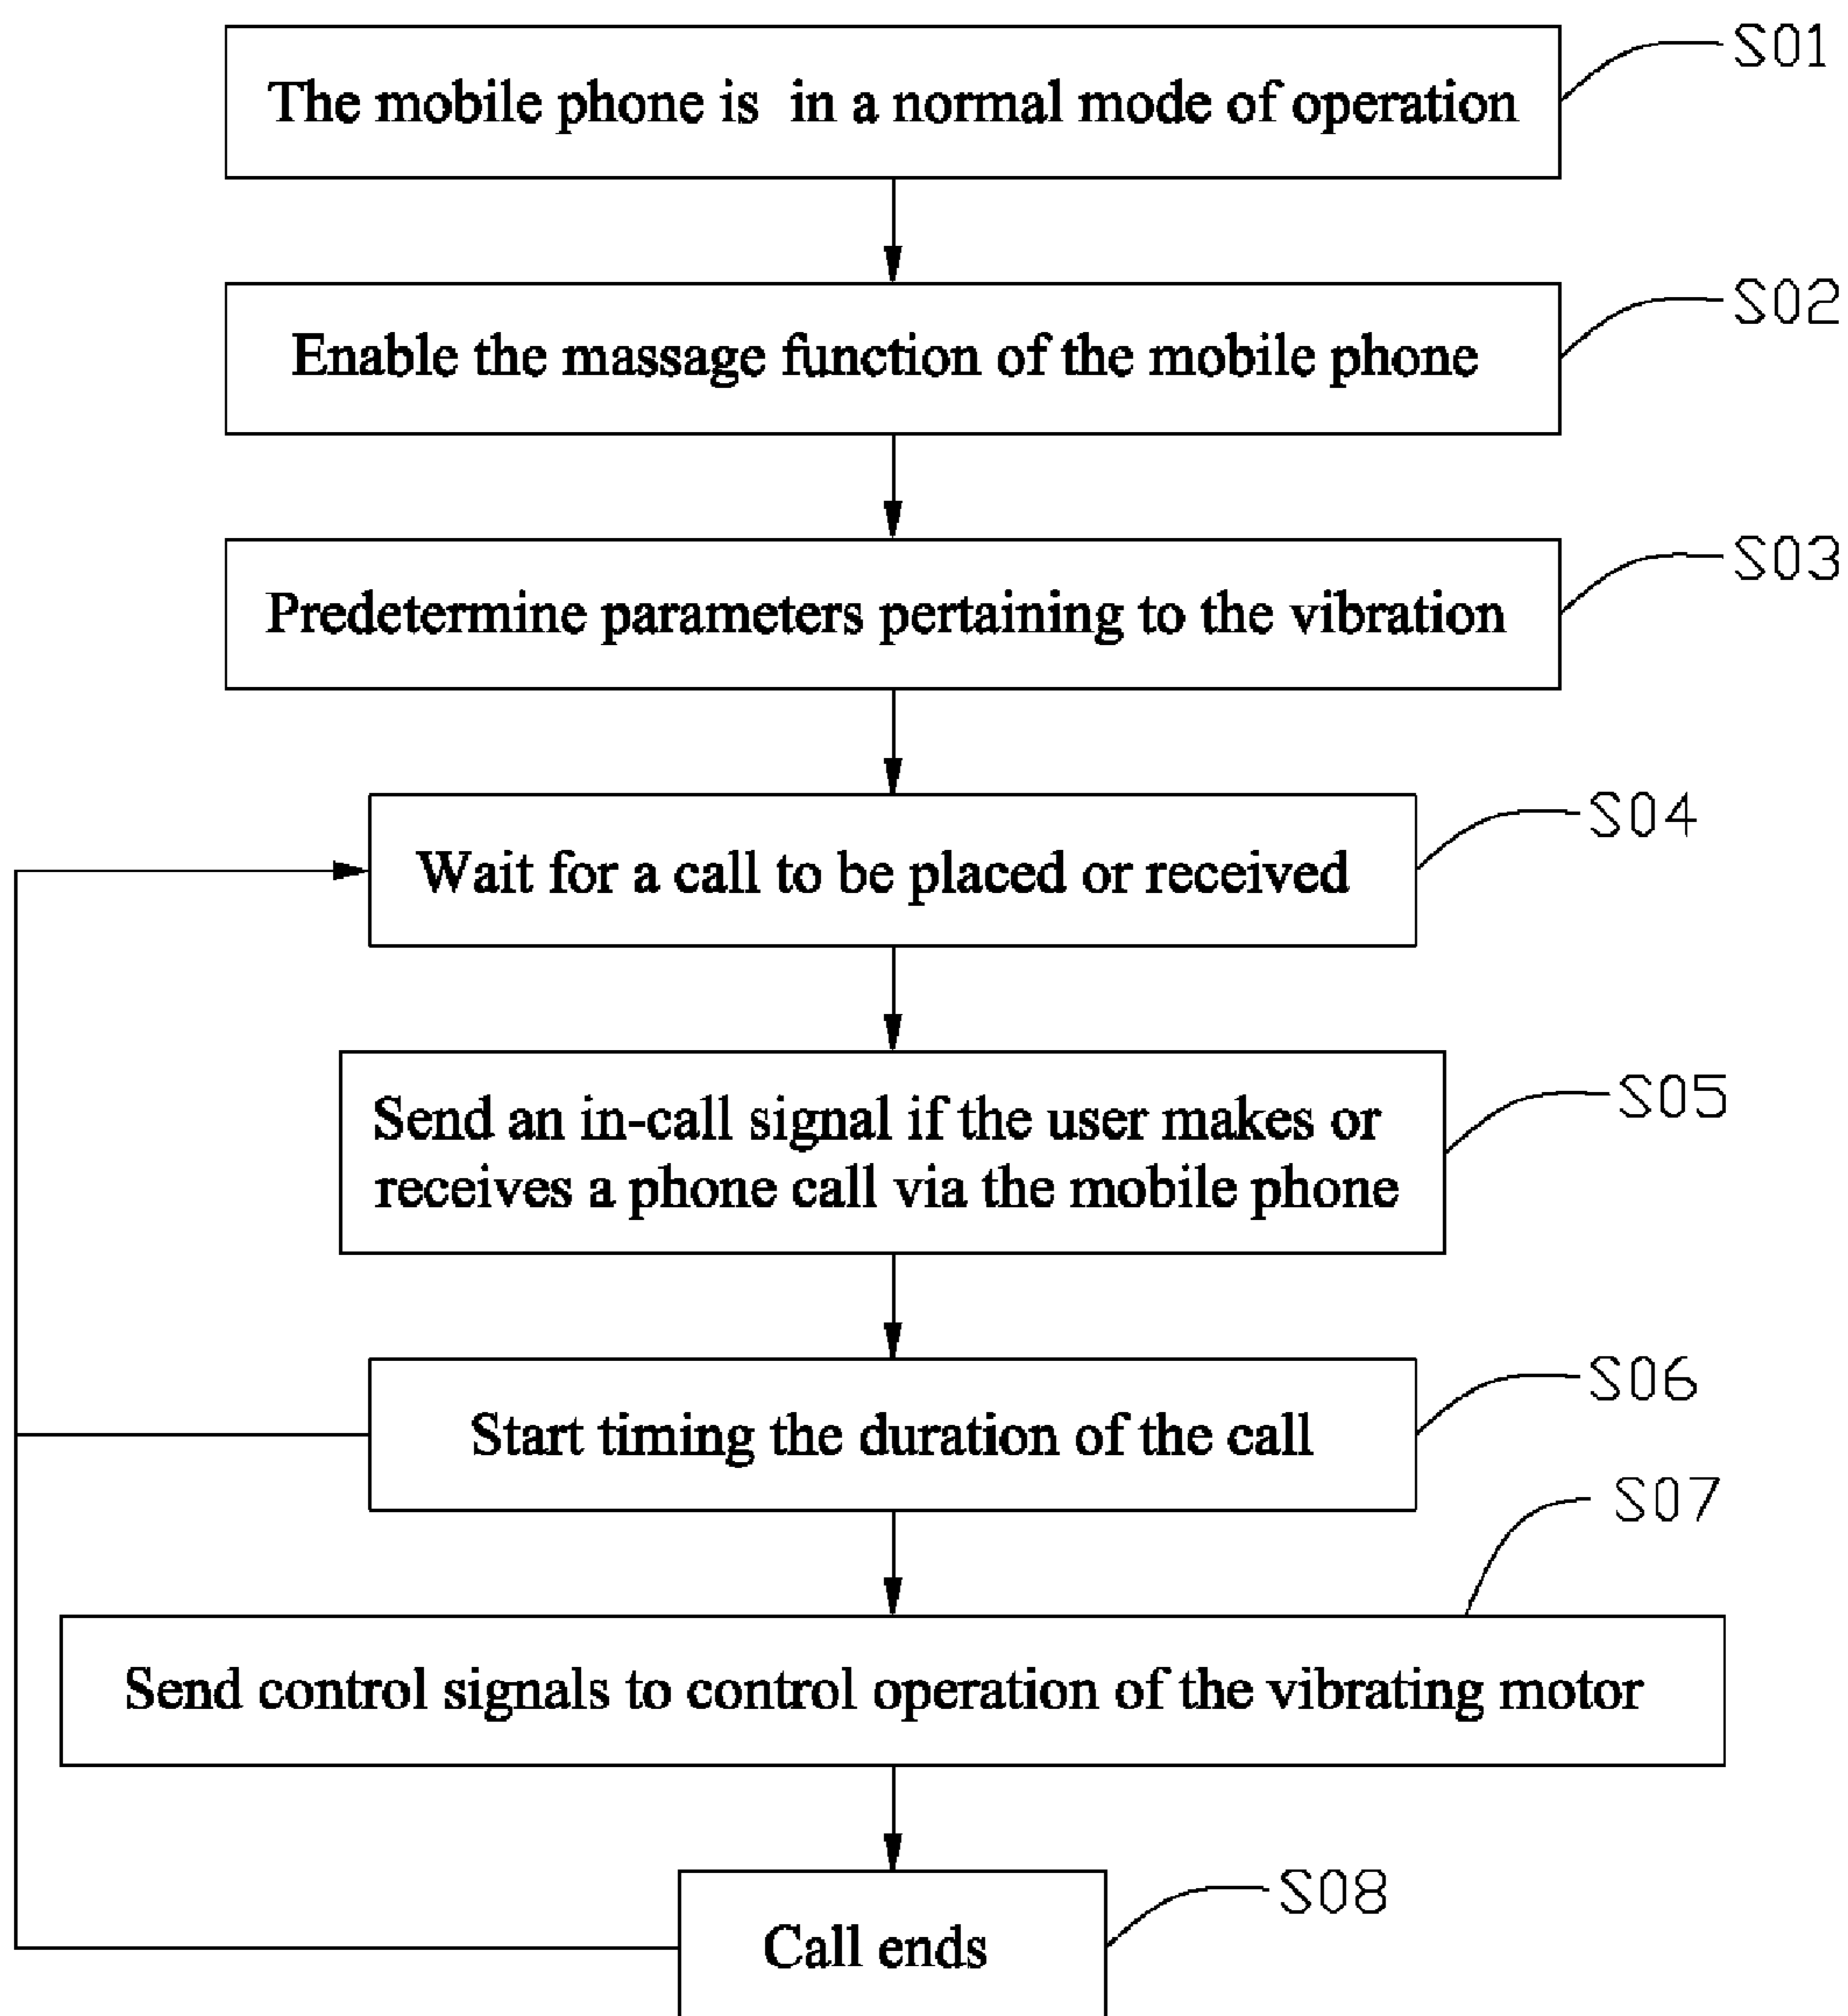 The mobile phone is in a normal mode of operation
S01
Enable the massage function of the mobile phone
S02
Predetermine parameters pertaining to the vibration
S03
Wait for a call to be placed or received
S04
Send an in-call signal if the user makes or
receives a phone call via the mobile phone
S05
Start timing the duration of the call
S06
Send control signals to control operation of the vibrating motor
S07
Call ends
S08